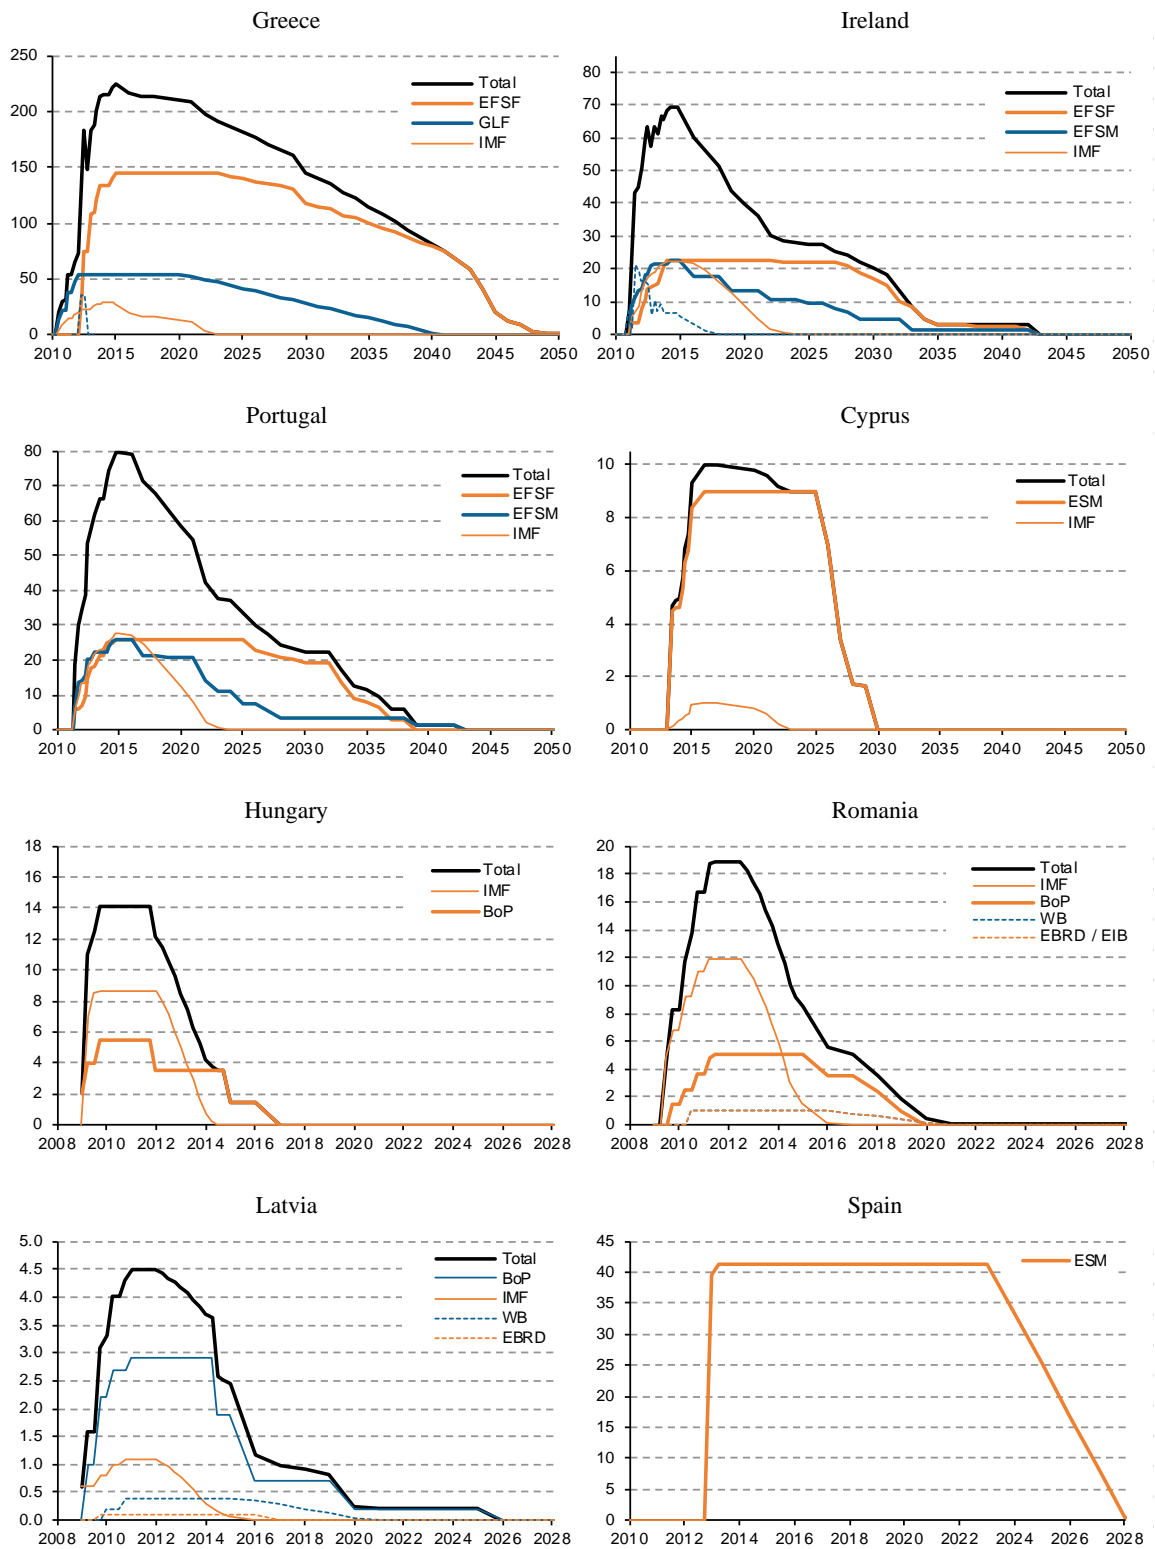 Greece
250
200
150
100
50
0
2010 2015 2020 2025 2030 2035 2040 2045 2050
Total
EFSF
GLF
IMF
Ireland
80
70
60
50
40
30
20
10
0
2010 2015 2020 2025 2030 2035 2040 2045 2050
Total
EFSF
EFSM
IMF
Portugal
80
70
60
50
40
30
20
10
0
2010 2015 2020 2025 2030 2035 2040 2045 2050
Total
EFSF
EFSM
IMF
Cyprus
10
8
6
4
2
0
2010 2015 2020 2025 2030 2035 2040 2045 2050
Total
ESM
IMF
Hungary
18
16
14
12
10
8
6
4
2
0
2008 2010 2012 2014 2016 2018 2020 2022 2024 2026 2028
Total
IMF
BoP
Romania
20
18
16
14
12
10
8
6
4
2
0
2008 2010 2012 2014 2016 2018 2020 2022 2024 2026 2028
Total
IMF
BoP
WB
EBRD / EIB
Latvia
5.0
4.5
4.0
3.5
3.0
2.5
2.0
1.5
1.0
0.5
0.0
2008 2010 2012 2014 2016 2018 2020 2022 2024 2026 2028
Total
BoP
IMF
WB
EBRD
Spain
45
40
35
30
25
20
15
10
5
0
2010 2012 2014 2016 2018 2020 2022 2024 2026 2028
ESM